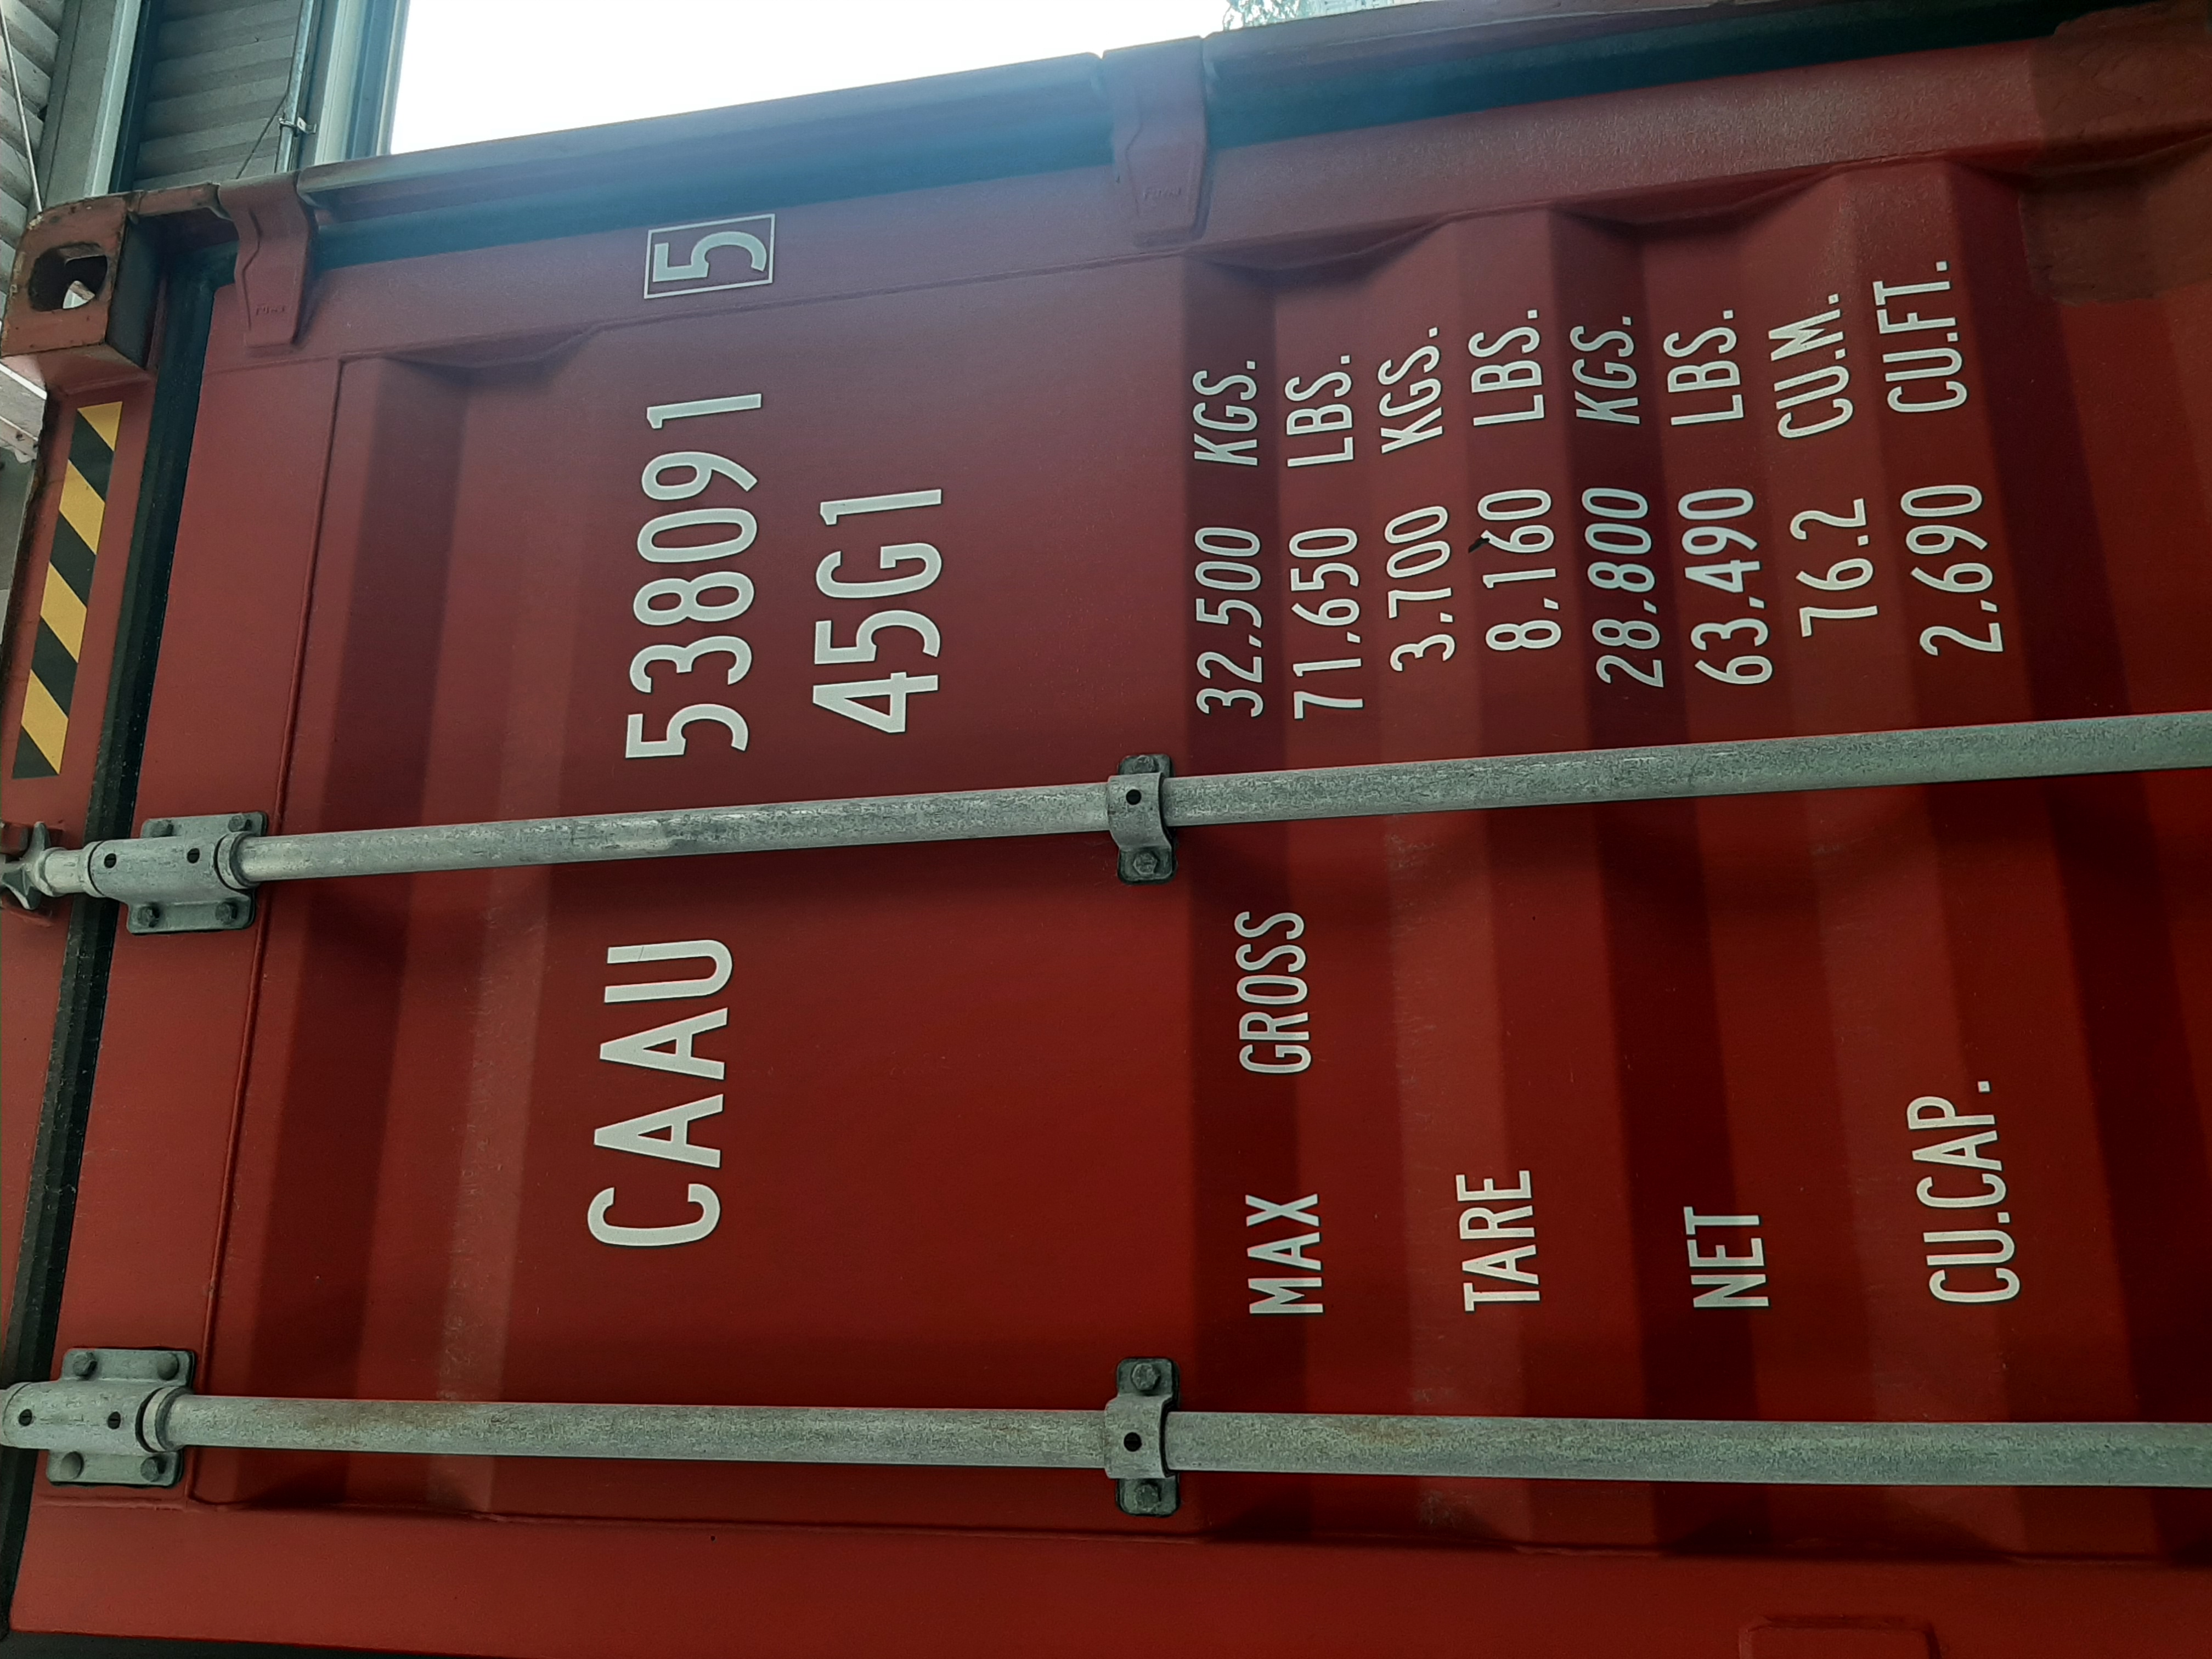 CAAU 538091 5
45G1
MAX GROSS 32.500 KGS.
71.650 LBS.
TARE 3.700 KGS.
8.160 LBS.
NET 28.800 KGS.
63.490 LBS.
CU.CAP. 76.2 CU.M.
2.690 CU.FT.